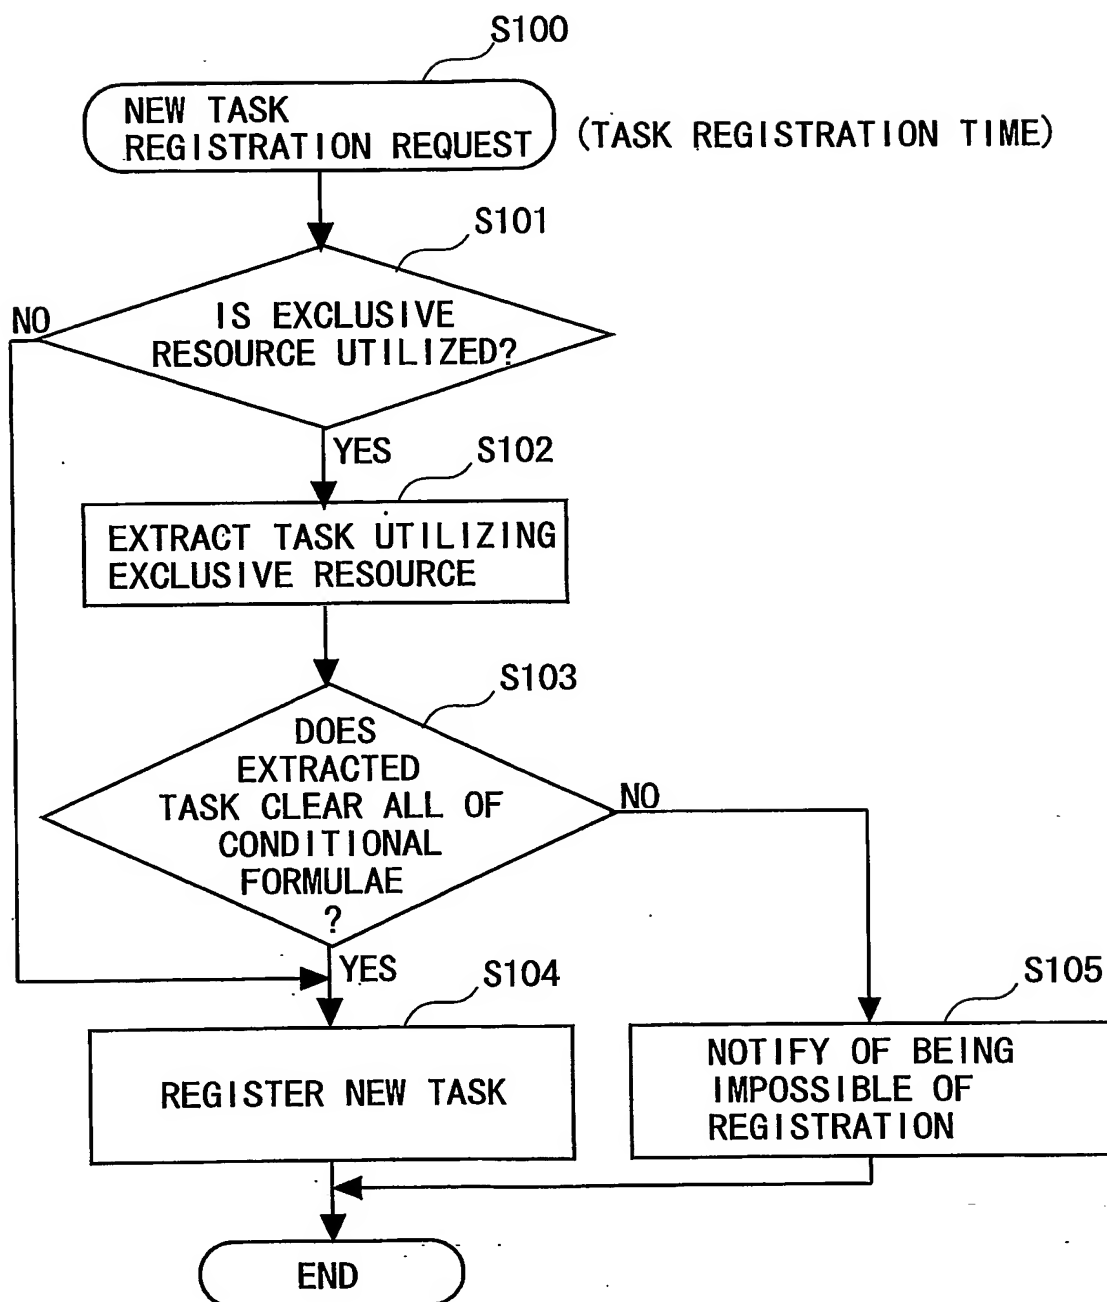 S100
NEW TASK
REGISTRATION REQUEST
(TASK REGISTRATION TIME)
S101
NO
IS EXCLUSIVE
RESOURCE UTILIZED?
YES
S102
EXTRACT TASK UTILIZING
EXCLUSIVE RESOURCE
S103
DOES
EXTRACTED
TASK CLEAR ALL OF
CONDITIONAL
FORMULAE
?
NO
YES
S104
S105
REGISTER NEW TASK
NOTIFY OF BEING
IMPOSSIBLE OF
REGISTRATION
END